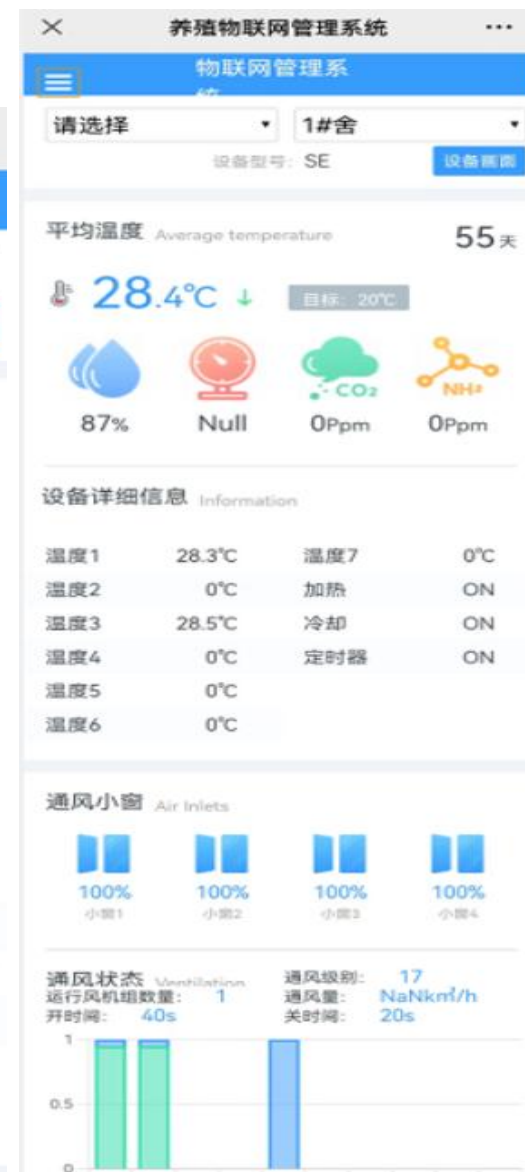 养殖物联网管理系统
物联网管理系
统
请选择 1#舍
设备型号: SE 设备画面
平均温度 Average temperature 55天
28.4°C ↓ 目标: 20°C
CO₂ NH₃
87% Null 0Ppm 0Ppm
设备详细信息 Information
温度1 28.3°C 温度7 0°C
温度2 0°C 加热 ON
温度3 28.5°C 冷却 ON
温度4 0°C 定时器 ON
温度5 0°C
温度6 0°C
通风小窗 Air Inlets
100% 100% 100% 100%
小窗1 小窗2 小窗3 小窗4
通风状态 Ventilation 通风级别: 17
运行风机组数量: 1 通风量: NaNkm³/h
开时间: 40s 关时间: 20s
1
0.5
0